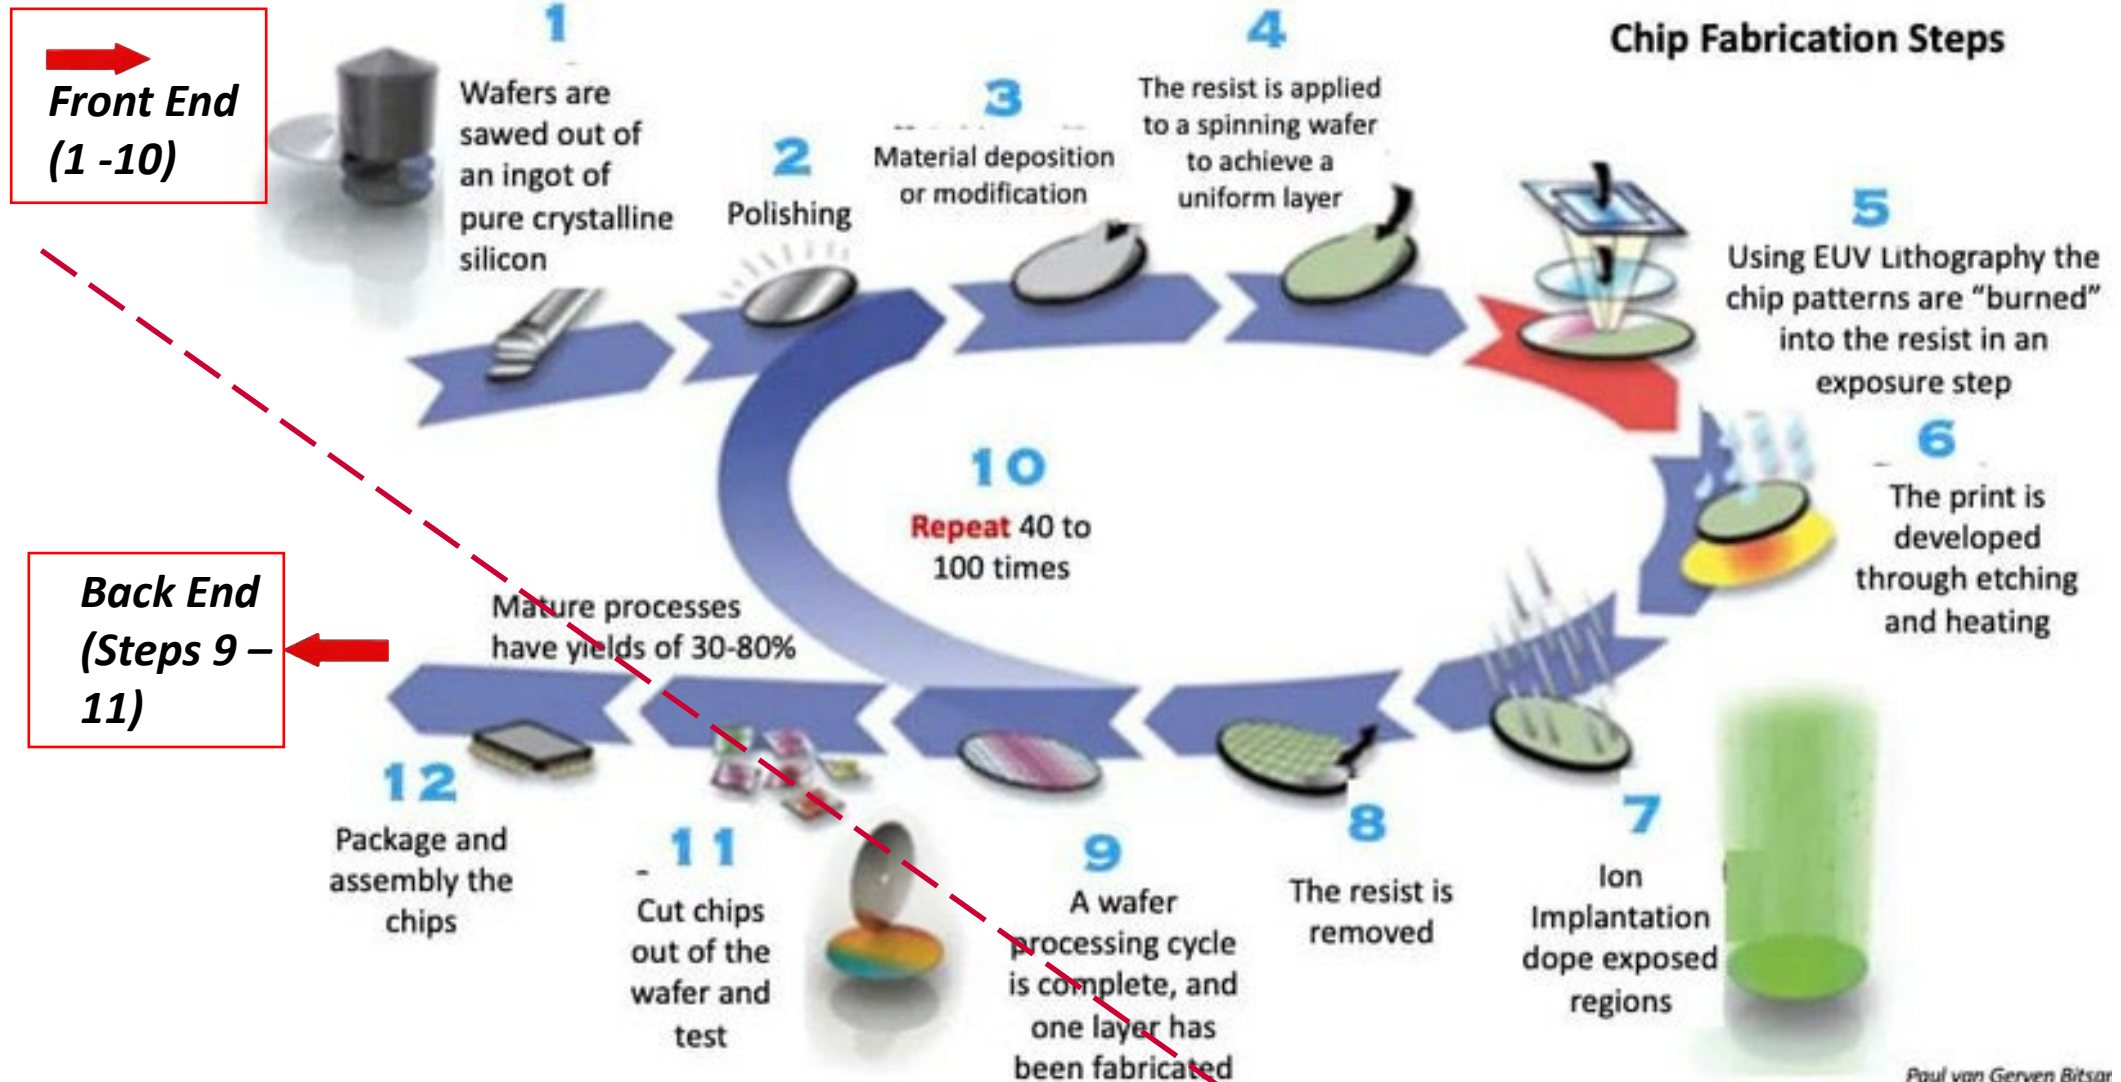 Chip Fabrication Steps
Front End
(1 -10)
1
Wafers are
sawed out of
an ingot of
pure crystalline
silicon
2
Polishing
3
Material deposition
or modification
4
The resist is applied
to a spinning wafer
to achieve a
uniform layer
5
Using EUV Lithography the
chip patterns are “burned”
into the resist in an
exposure step
6
The print is
developed
through etching
and heating
7
Ion
Implantation
dope exposed
regions
8
The resist is
removed
9
A wafer
processing cycle
is complete, and
one layer has
been fabricated
10
Repeat 40 to
100 times
Mature processes
have yields of 30-80%
Back End
(Steps 9 –
11)
11
Cut chips
out of the
wafer and
test
12
Package and
assembly the
chips
Paul van Gerven